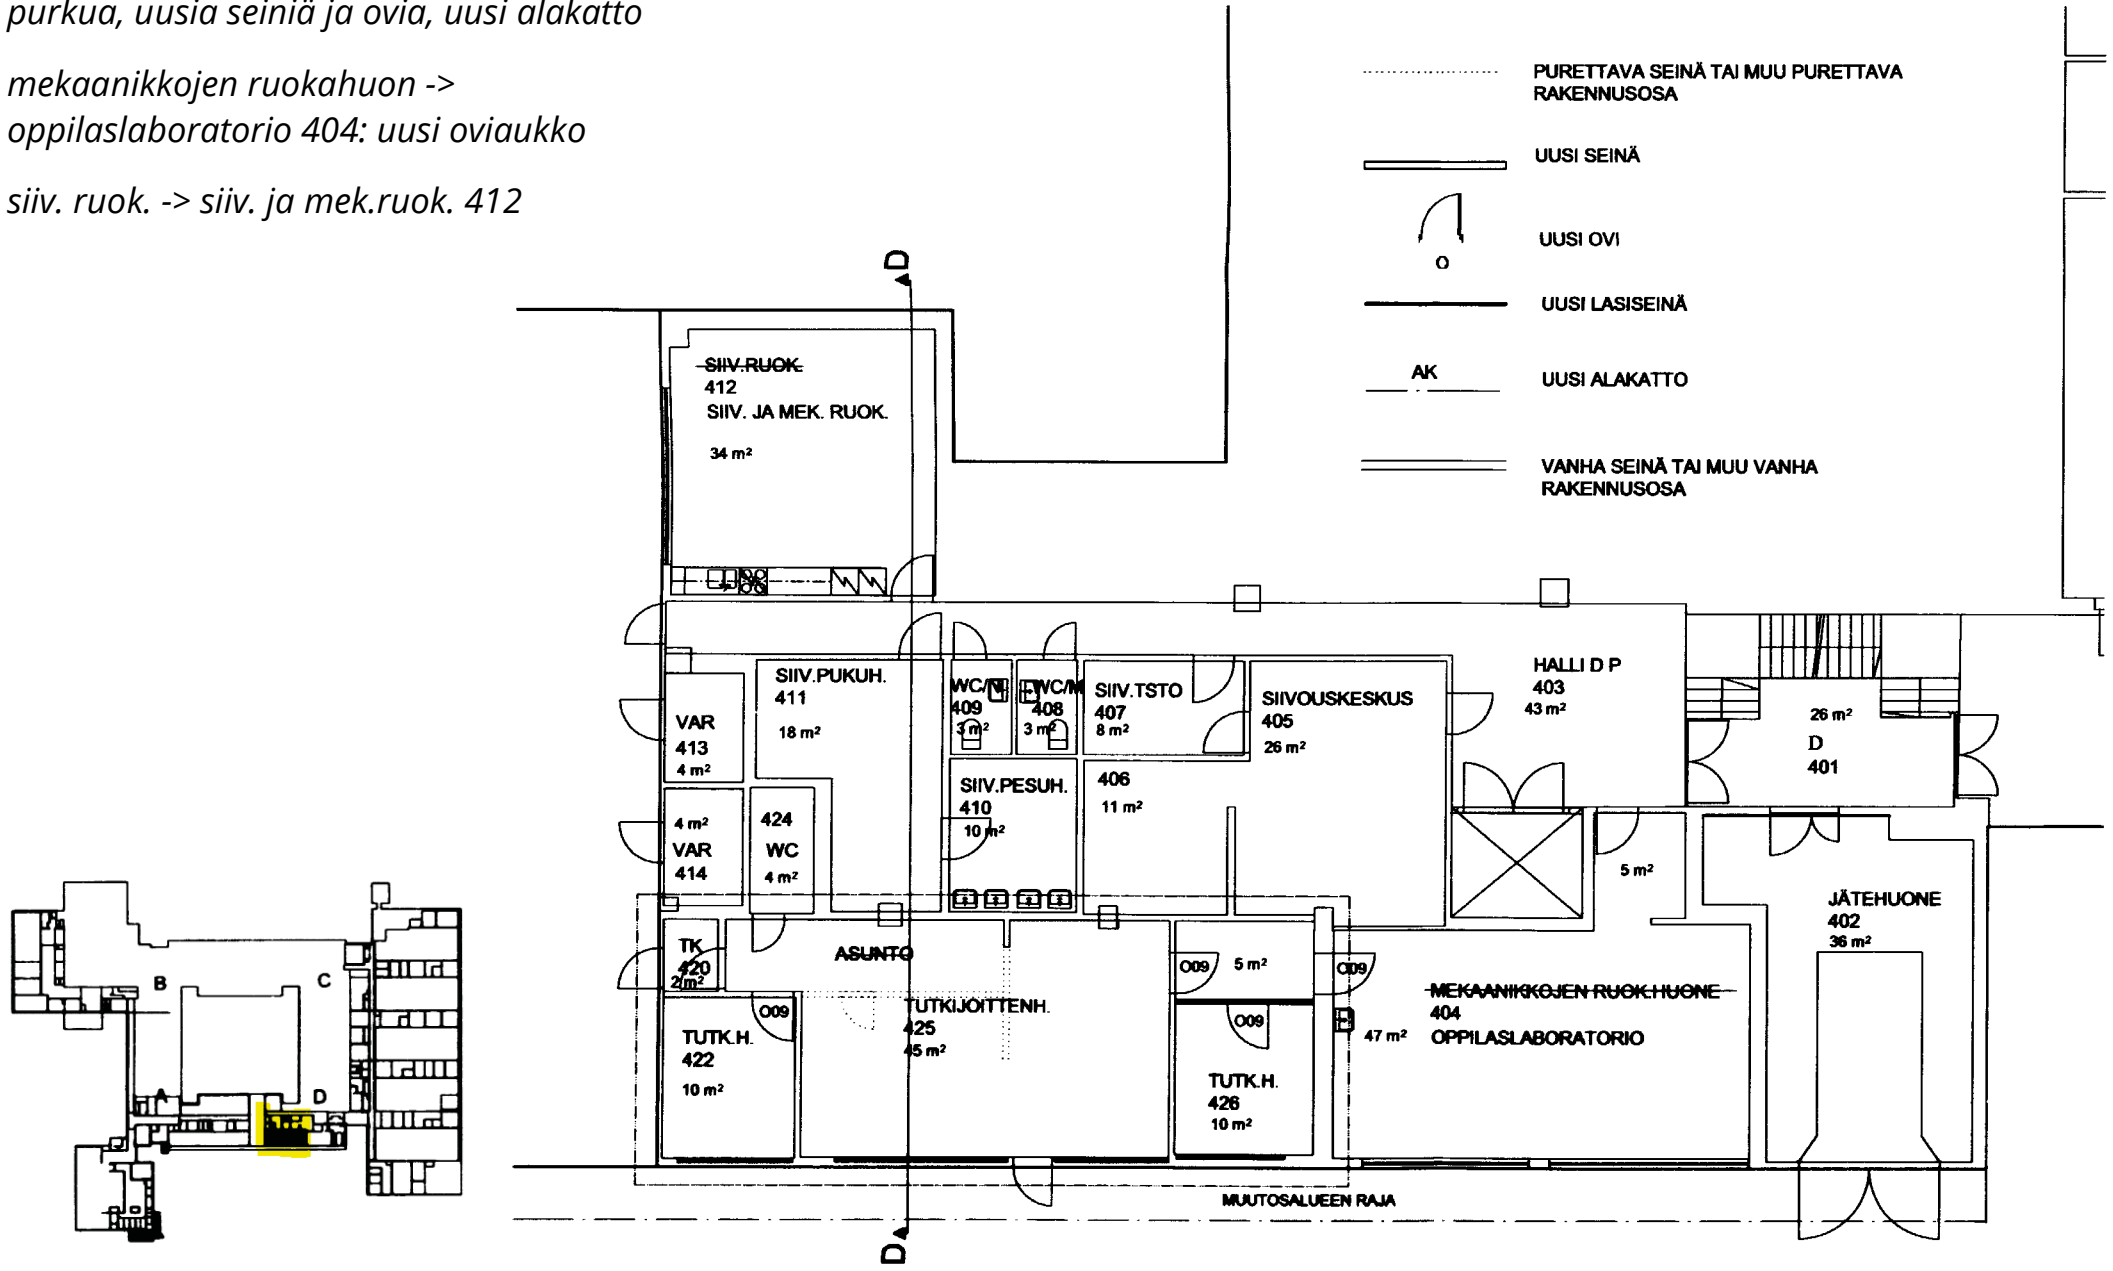 purkua, uusia seiniä ja ovia, uusi alakatto
mekaanikkojen ruokahuon ->
oppilaslaboratorio 404: uusi oviaukko
siiv. ruok. -> siiv. ja mek.ruok. 412
PURETTAVA SEINÄ TAI MUU PURETTAVA
RAKENNUSOSA
UUSI SEINÄ
UUSI OVI
O
UUSI LASISEINÄ
AK
UUSI ALAKATTO
VANHA SEINÄ TAI MUU VANHA
RAKENNUSOSA
D
SIIV.RUOK.
412
SIIV. JA MEK. RUOK.
34 m²
SIIV.PUKUH.
411
18 m²
VAR
413
4 m²
4 m²
VAR
414
424
WC
4 m²
WC/N
409
3 m²
WC/M
408
3 m²
SIIV.TSTO
407
8 m²
SIIVOUSKESKUS
405
26 m²
SIIV.PESUH.
410
10 m²
406
11 m²
HALLI D P
403
43 m²
26 m²
D
401
5 m²
JÄTEHUONE
402
36 m²
TK
420
2 m²
ASUNTO
TUTKIJOITTENH.
425
45 m²
O09
TUTK.H.
422
10 m²
O09
5 m²
O09
O09
TUTK.H.
426
10 m²
MEKAANIKKOJEN RUOK.HUONE
404
OPPILASLABORATORIO
47 m²
MUUTOSALUEEN RAJA
D
B
C
A
D